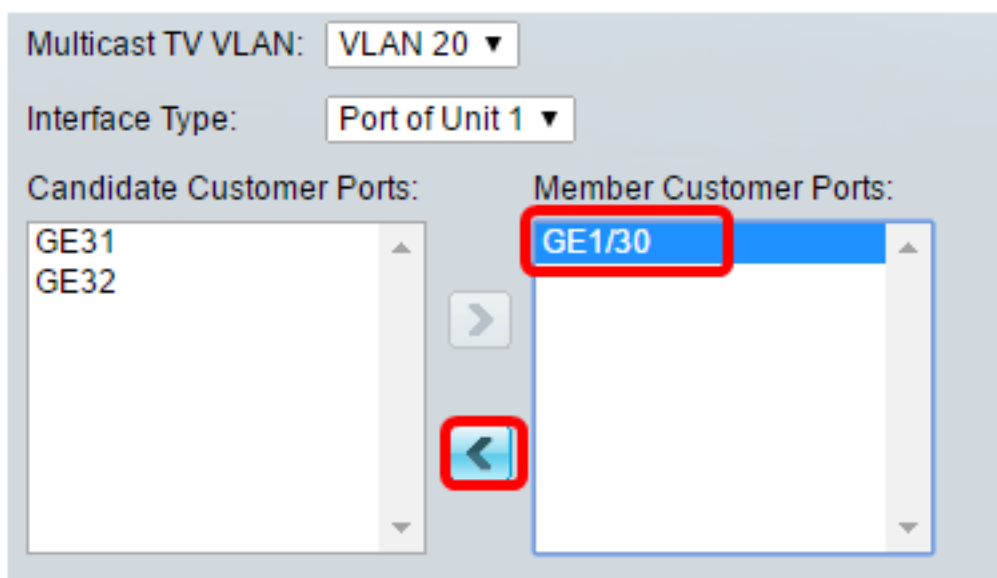 Multicast TV VLAN: VLAN 20
Interface Type: Port of Unit 1
Candidate Customer Ports: Member Customer Ports:
GE31 GE1/30
GE32